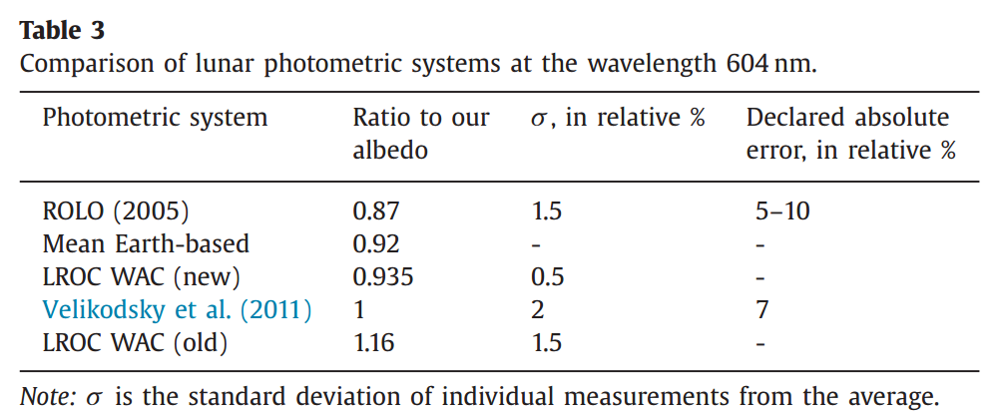 Table 3
Comparison of lunar photometric systems at the wavelength 604 nm.
Photometric system Ratio to our albedo σ, in relative % Declared absolute error, in relative %
ROLO (2005) 0.87 1.5 5–10
Mean Earth-based 0.92 - -
LROC WAC (new) 0.935 0.5 -
Velikodsky et al. (2011) 1 2 7
LROC WAC (old) 1.16 1.5 -
Note: σ is the standard deviation of individual measurements from the average.